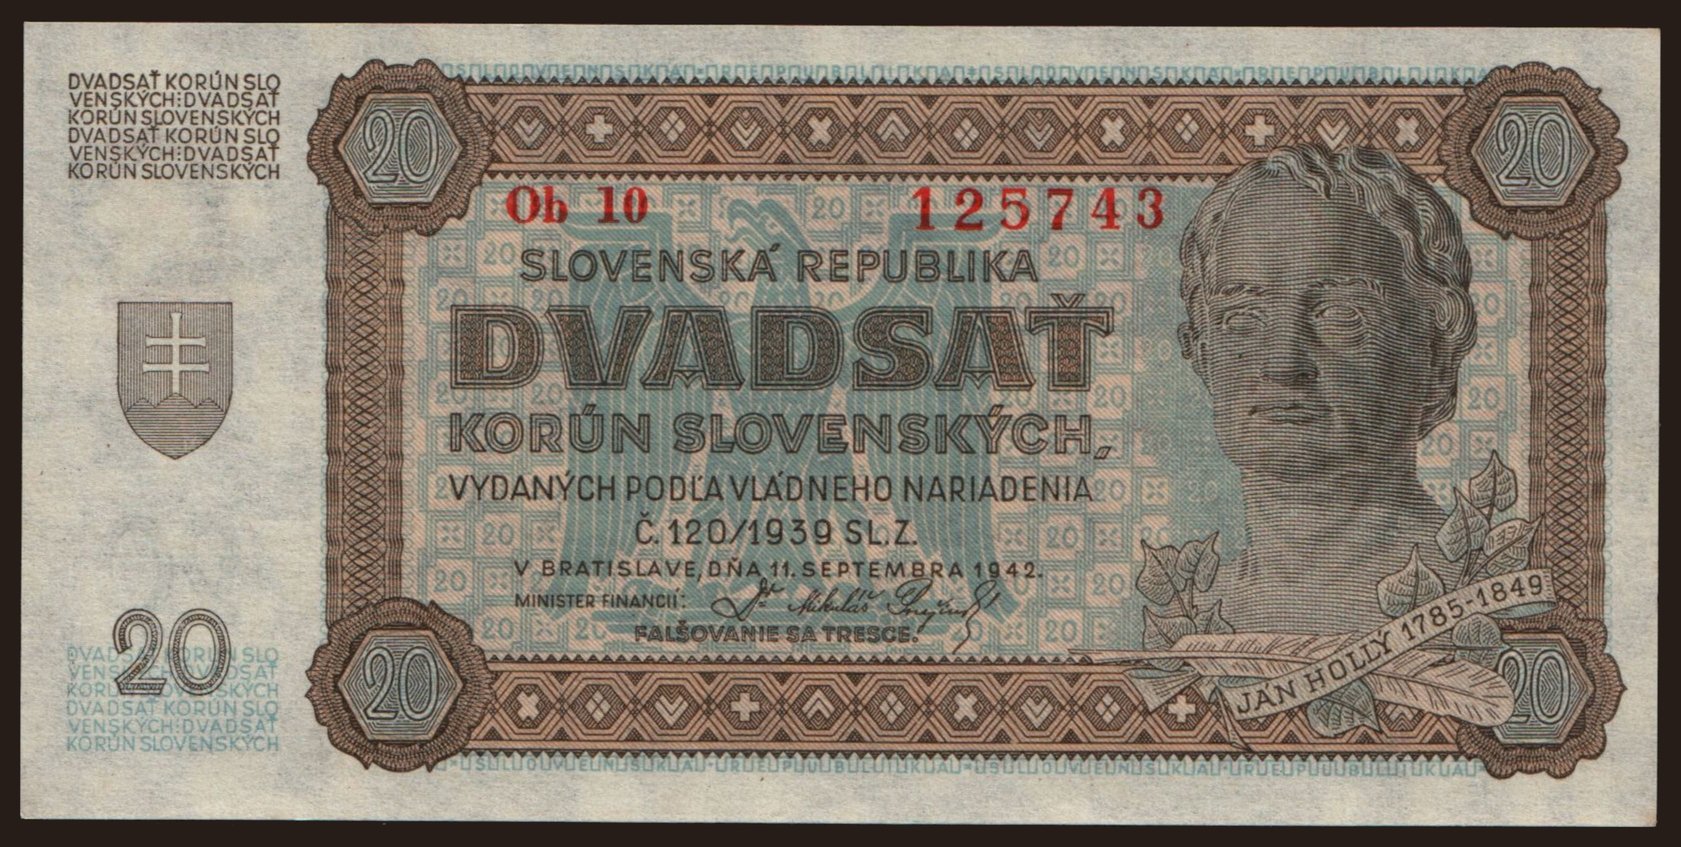 DVADSAŤ KORÚN SLO
VENSKÝCH:DVADSAŤ
KORÚN SLOVENSKÝCH
DVADSAŤ KORÚN SLO
VENSKÝCH:DVADSAŤ
KORÚN SLOVENSKÝCH
20
20
Ob 10 125743
SLOVENSKÁ REPUBLIKA
DVADSAŤ
KORÚN SLOVENSKÝCH,
VYDANÝCH PODĽA VLÁDNEHO NARIADENIA
Č. 120/1939 SL. Z.
V BRATISLAVE, DŇA 11. SEPTEMBRA 1942.
MINISTER FINANCIÍ: Dr Mikuláš
FALŠOVANIE SA TRESCE.
JÁN HOLLÝ 1785-1849
20
DVADSAŤ KORÚN SLO
VENSKÝCH:DVADSAŤ
KORÚN SLOVENSKÝCH
DVADSAŤ KORÚN SLO
VENSKÝCH:DVADSAŤ
KORÚN SLOVENSKÝCH
20
20